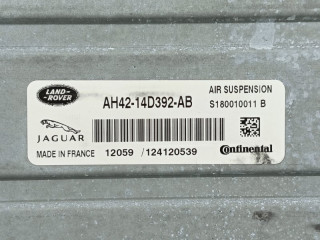 LAND-
ROVER
AH42-14D392-AB
AIR SUSPENSION
S180010011 B
JAGUAR
MADE IN FRANCE
12059 / 124120539
Continental